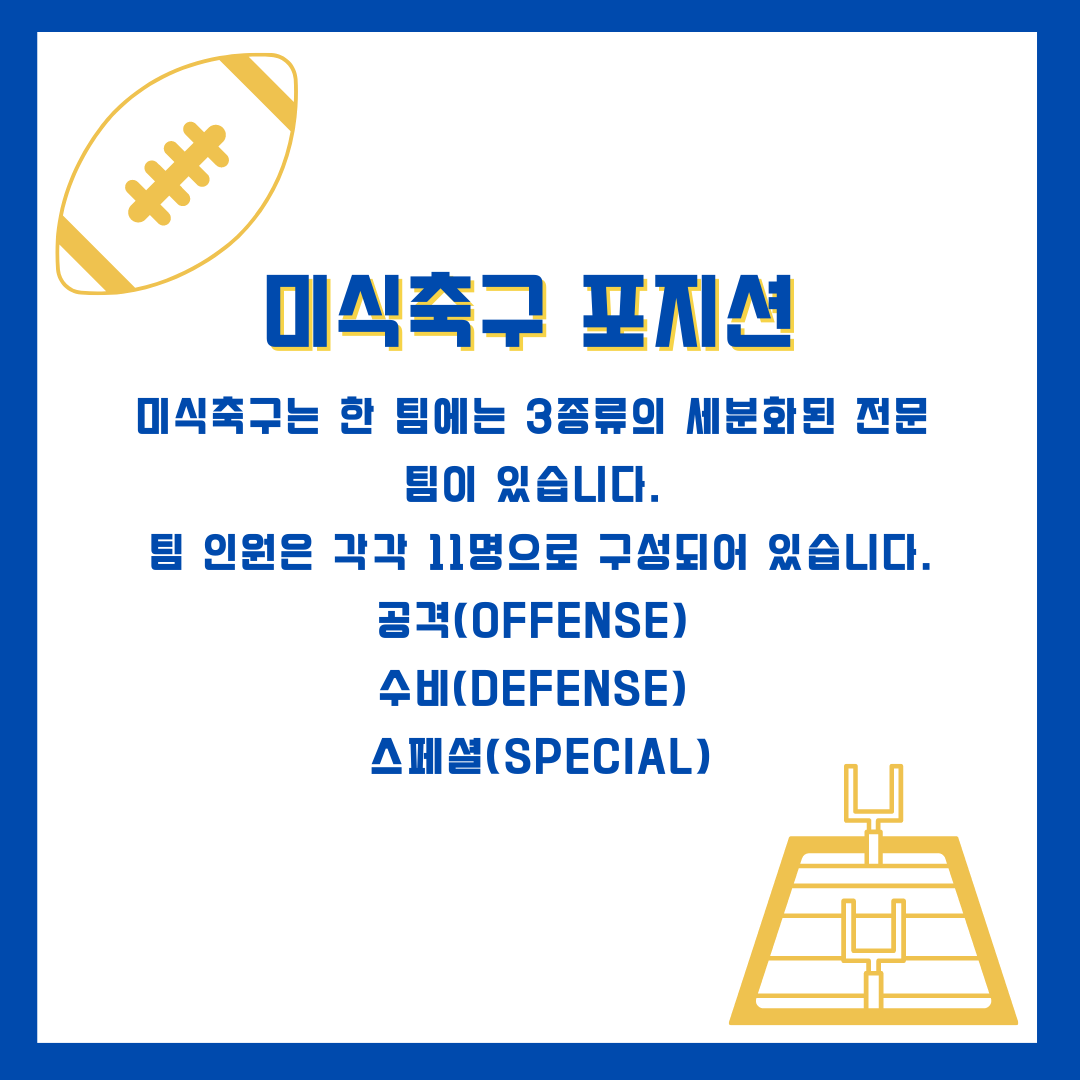 미식축구 포지션
미식축구는 한 팀에는 3종류의 세분화된 전문
팀이 있습니다.
팀 인원은 각각 11명으로 구성되어 있습니다.
공격(OFFENSE)
수비(DEFENSE)
스페셜(SPECIAL)